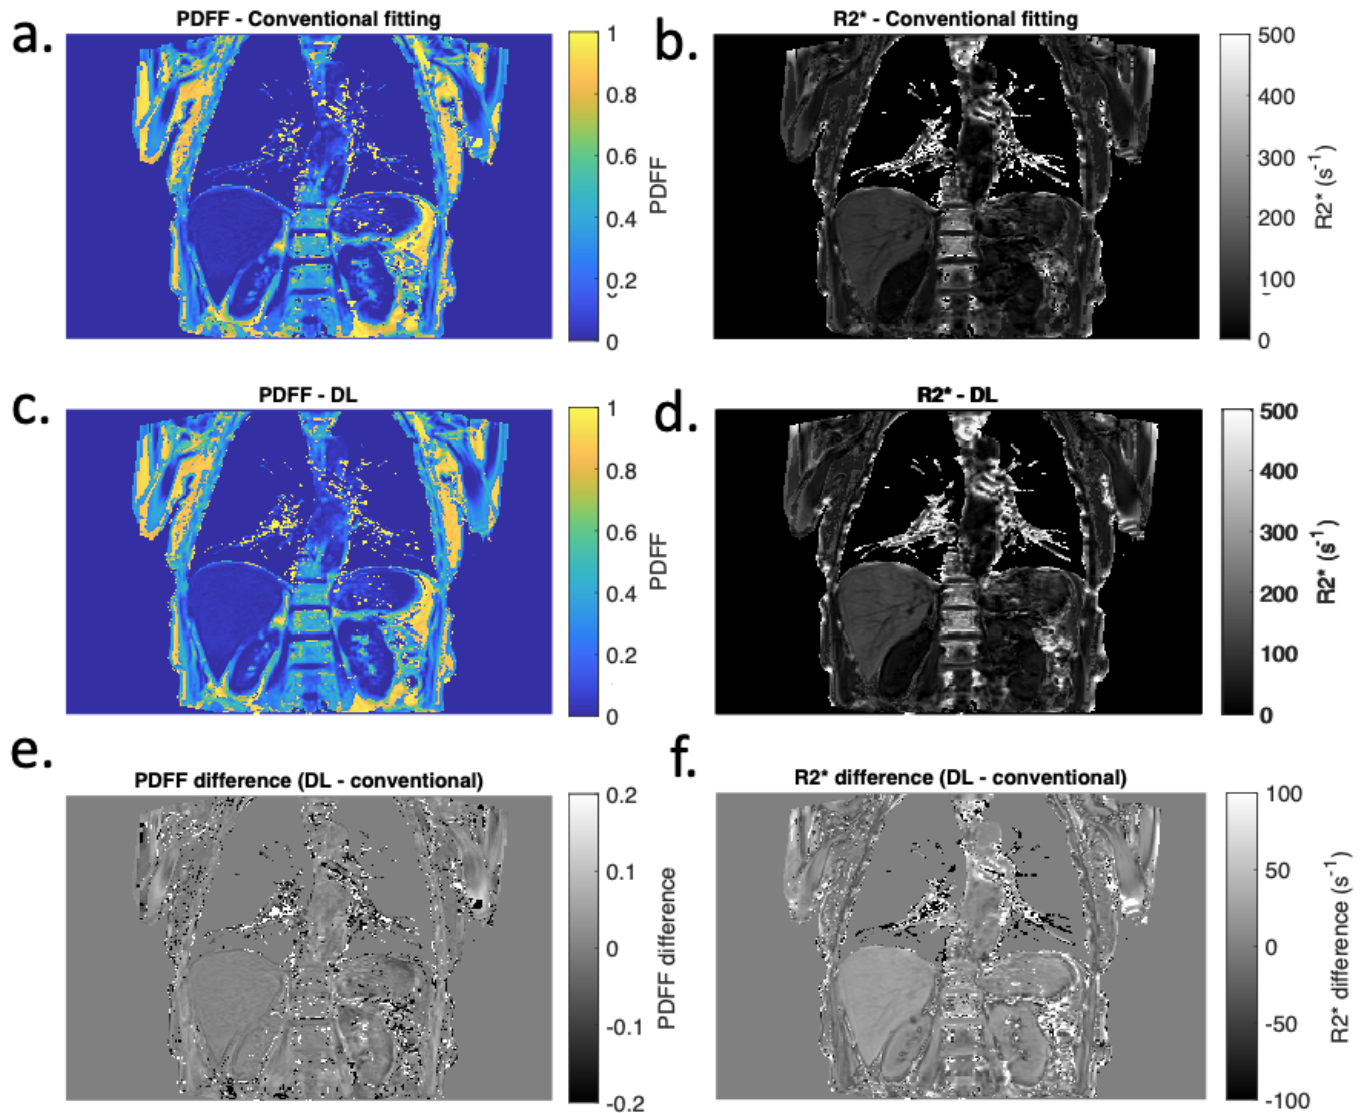 a.
PDFF - Conventional fitting
1
0.8
0.6
0.4
0.2
0
PDFF
b.
R2* - Conventional fitting
500
400
300
200
100
0
R2* (s⁻¹)
c.
PDFF - DL
1
0.8
0.6
0.4
0.2
0
PDFF
d.
R2* - DL
500
400
300
200
100
0
R2* (s⁻¹)
e.
PDFF difference (DL - conventional)
0.2
0.1
0
-0.1
-0.2
PDFF difference
f.
R2* difference (DL - conventional)
100
50
0
-50
-100
R2* difference (s⁻¹)